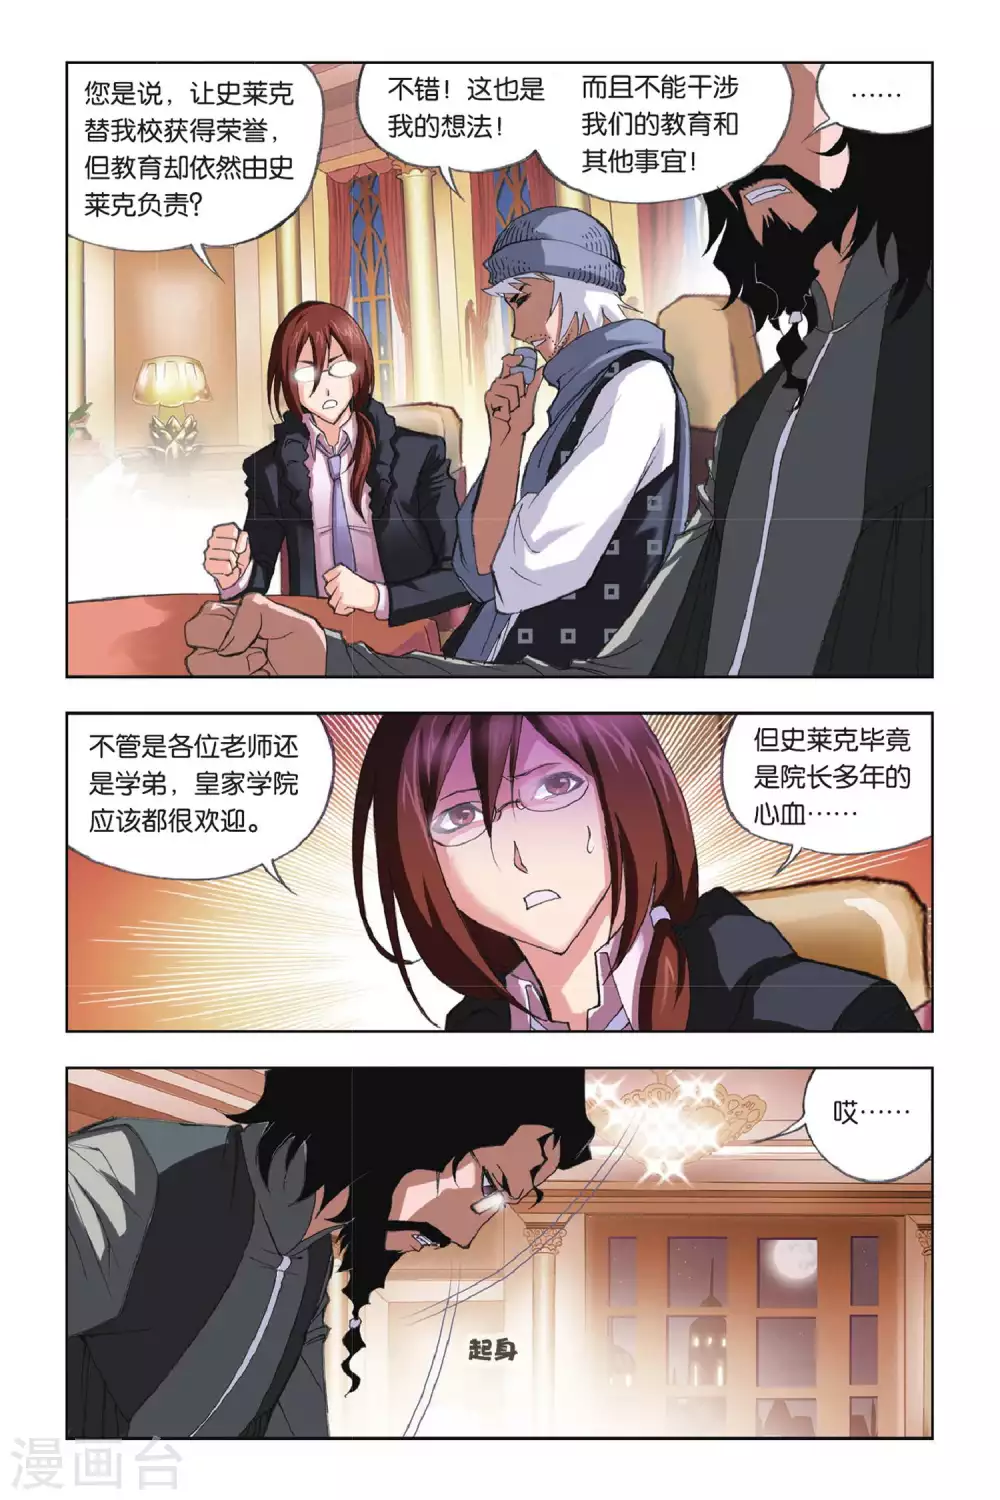 您是说，让史莱克
替我校获得荣誉，
但教育却依然由史
莱克负责？
不错！这也是
我的想法！
而且不能干涉
我们的教育和
其他事宜！
……
不管是各位老师还
是学弟，皇家学院
应该都很欢迎。
但史莱克毕竟
是院长多年的
心血……
哎……
起身
漫画台